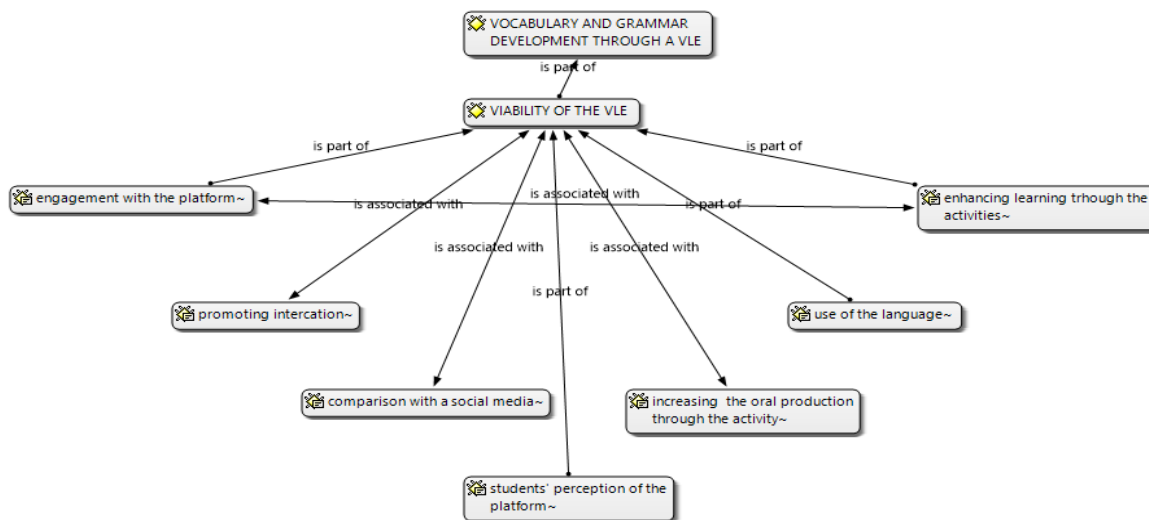 VOCABULARY AND GRAMMAR
DEVELOPMENT THROUGH A VLE
is part of
VIABILITY OF THE VLE
is part of
is part of
engagement with the platform~
is associated with
enhancing learning trhough the
activities~
is associated with
is part of
is associated with
is associated with
is part of
promoting intercation~
use of the language~
comparison with a social media~
increasing  the oral production
through the activity~
students' perception of the
platform~